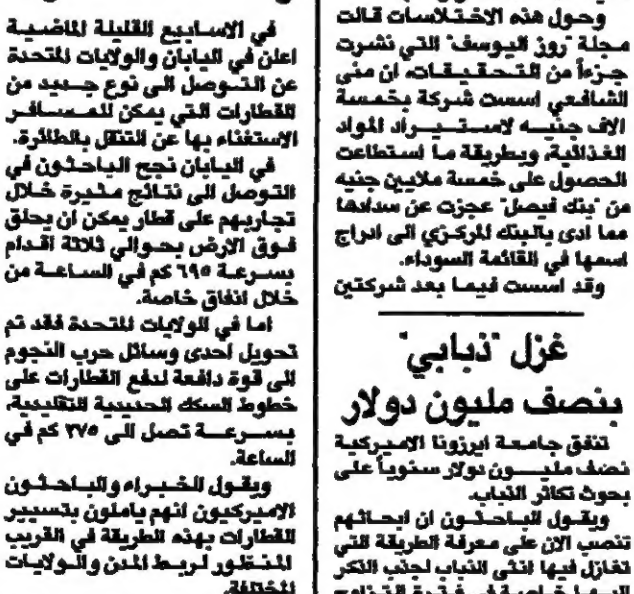 وحول هذه الاختلاسات قالت
مجلة "روز اليوسف" التي نشرت
جزءاً من التحقيقات، ان منى
الشافعي اسست شركة بخمسة
الاف جنيه لاستيراد المواد
الغذائية، وبطريقة ما استطاعت
الحصول على خمسة ملايين جنيه
من "بنك فيصل" عجزت عن سدادها
مما ادى بالبنك المركزي الى ادراج
اسمها في القائمة السوداء.
وقد اسست فيما بعد شركتين
غزل "ذبابي"
بنصف مليون دولار
تنفق جامعة ايرزونا الاميركية
نصف مليون دولار سنوياً على
بحوث تكاثر الذباب.
ويقول الباحثون ان ابحاثهم
تنصب الان على معرفة الطريقة التي
تغازل فيها انثى الذباب لجذب الذكر
اليها خاصة في فترة التزاوج
في الاسابيع القليلة الماضية
اعلن في اليابان والولايات المتحدة
عن التوصل الى نوع جديد من
القطارات التي يمكن للمسافر
الاستغناء بها عن التنقل بالطائرة.
في اليابان نجح الباحثون في
التوصل الى نتائج مثيرة خلال
تجاربهم على قطار يمكن ان يحلق
فوق الارض بحوالي ثلاثة اقدام
بسرعة ٦٩٥ كم في الساعة من
خلال انفاق خاصة.
اما في الولايات المتحدة فقد تم
تحويل احدى وسائل حرب النجوم
الى قوة دافعة لدفع القطارات على
خطوط السكك الحديدية التقليدية،
بسرعة تصل الى ٣٧٥ كم في
الساعة.
ويقول الخبراء والباحثون
الاميركيون انهم ياملون بتسيير
القطارات بهذه الطريقة في القريب
المنظور لربط المدن والولايات
المختلفة.